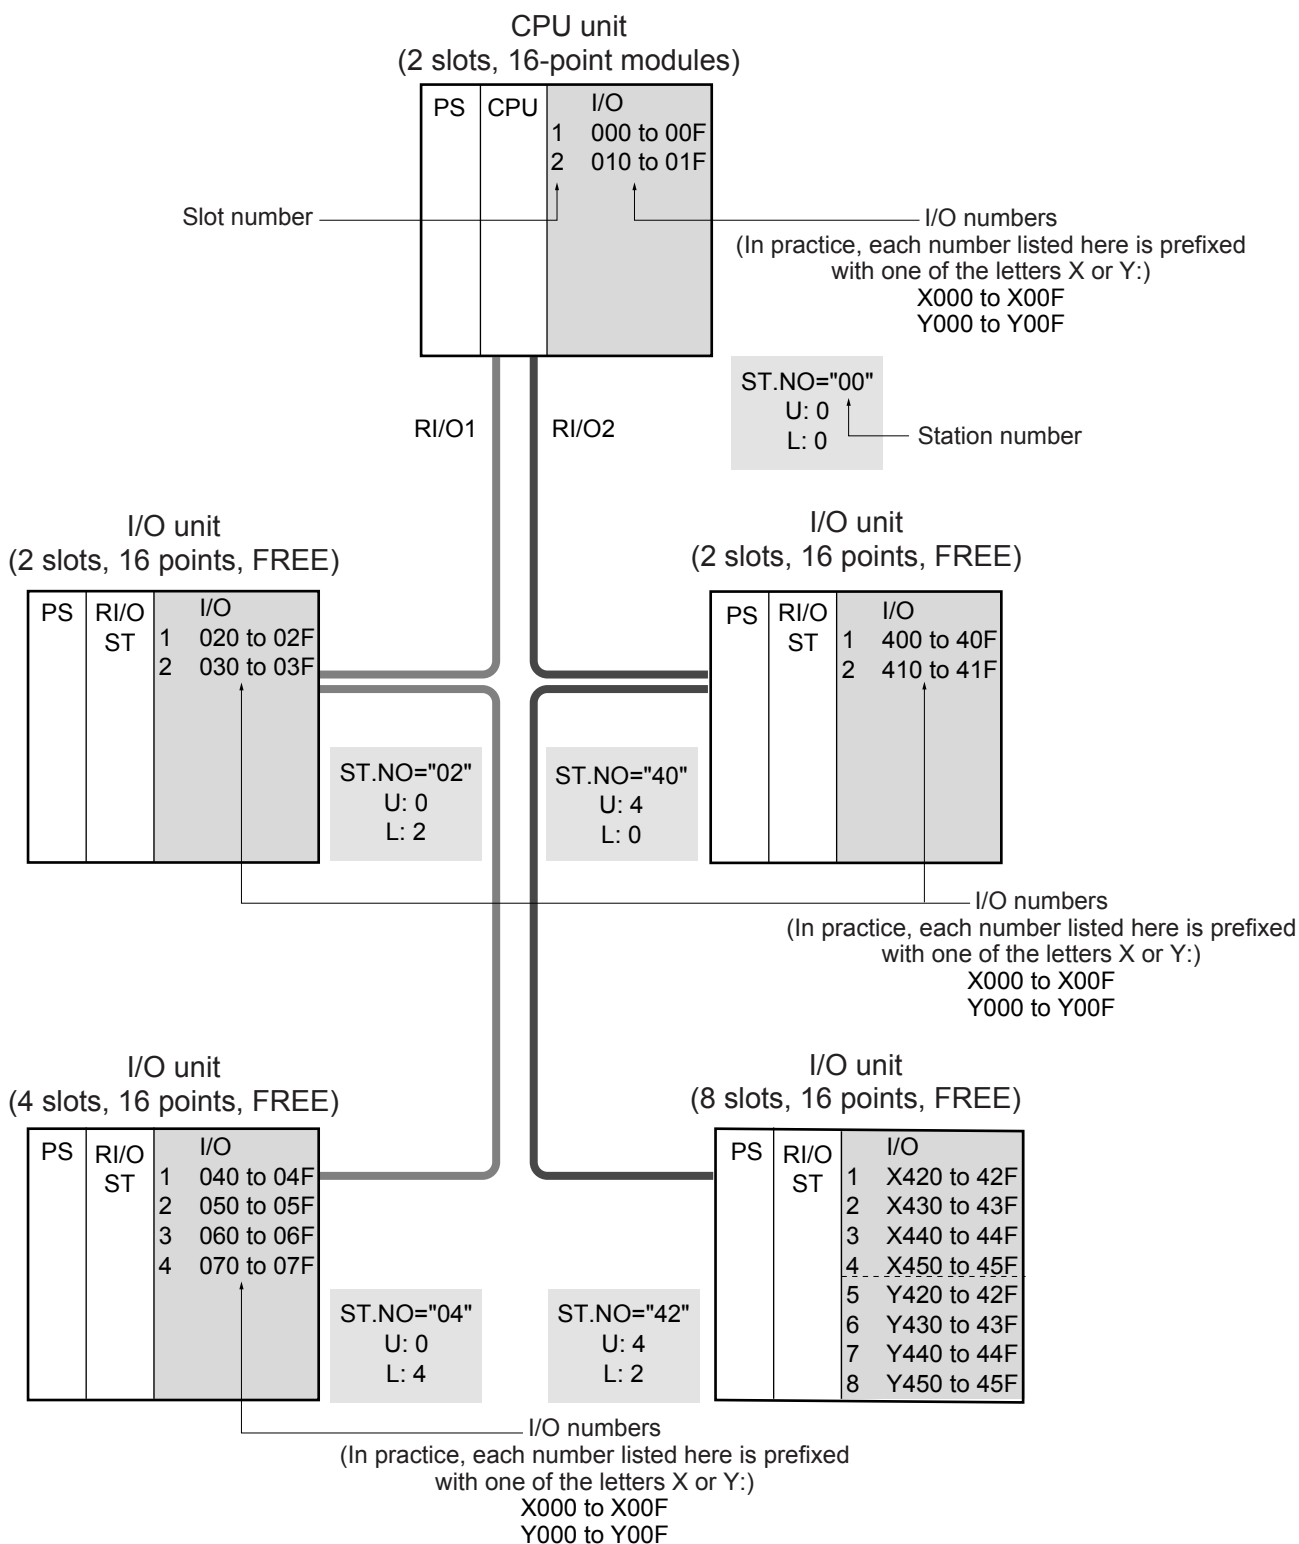 CPU unit
(2 slots, 16-point modules)
PS CPU I/O
1 000 to 00F
2 010 to 01F
Slot number
I/O numbers
(In practice, each number listed here is prefixed
with one of the letters X or Y:)
X000 to X00F
Y000 to Y00F
ST.NO="00"
U: 0
L: 0
Station number
RI/O1
RI/O2
I/O unit
(2 slots, 16 points, FREE)
PS RI/O I/O
ST 1 020 to 02F
2 030 to 03F
ST.NO="02"
U: 0
L: 2
I/O unit
(2 slots, 16 points, FREE)
PS RI/O I/O
ST 1 400 to 40F
2 410 to 41F
ST.NO="40"
U: 4
L: 0
I/O numbers
(In practice, each number listed here is prefixed
with one of the letters X or Y:)
X000 to X00F
Y000 to Y00F
I/O unit
(4 slots, 16 points, FREE)
PS RI/O I/O
ST 1 040 to 04F
2 050 to 05F
3 060 to 06F
4 070 to 07F
ST.NO="04"
U: 0
L: 4
I/O unit
(8 slots, 16 points, FREE)
PS RI/O I/O
ST 1 X420 to 42F
2 X430 to 43F
3 X440 to 44F
4 X450 to 45F
5 Y420 to 42F
6 Y430 to 43F
7 Y440 to 44F
8 Y450 to 45F
ST.NO="42"
U: 4
L: 2
I/O numbers
(In practice, each number listed here is prefixed
with one of the letters X or Y:)
X000 to X00F
Y000 to Y00F